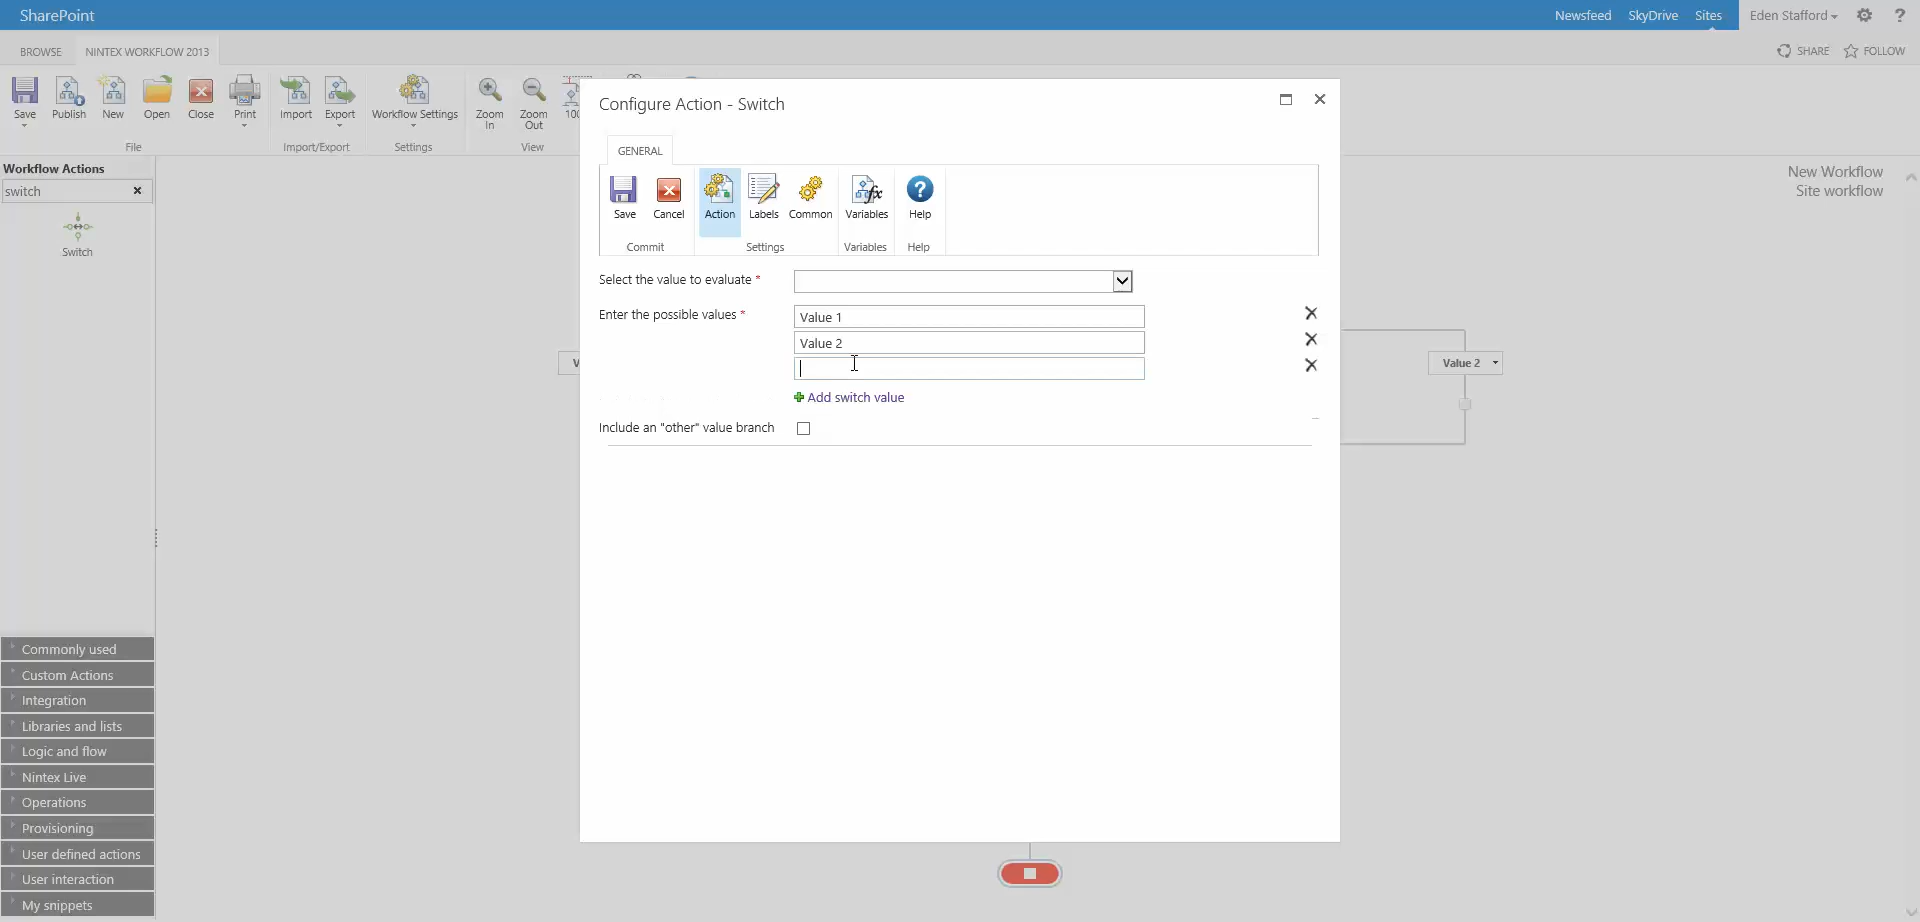 SharePoint
Newsfeed SkyDrive Sites Eden Stafford ?
BROWSE NINTEX WORKFLOW 2013
SHARE FOLLOW
Save Publish New Open Close Print Import Export Workflow Settings Zoom In Zoom Out
File Import/Export Settings View
Workflow Actions
switch
Switch
Commonly used
Custom Actions
Integration
Libraries and lists
Logic and flow
Nintex Live
Operations
Provisioning
User defined actions
User interaction
My snippets
Configure Action - Switch
GENERAL
Save Cancel Action Labels Common Variables Help
Commit Settings Variables Help
Select the value to evaluate *
Enter the possible values * Value 1
Value 2
Add switch value
Include an "other" value branch
New Workflow
Site workflow
Value 2